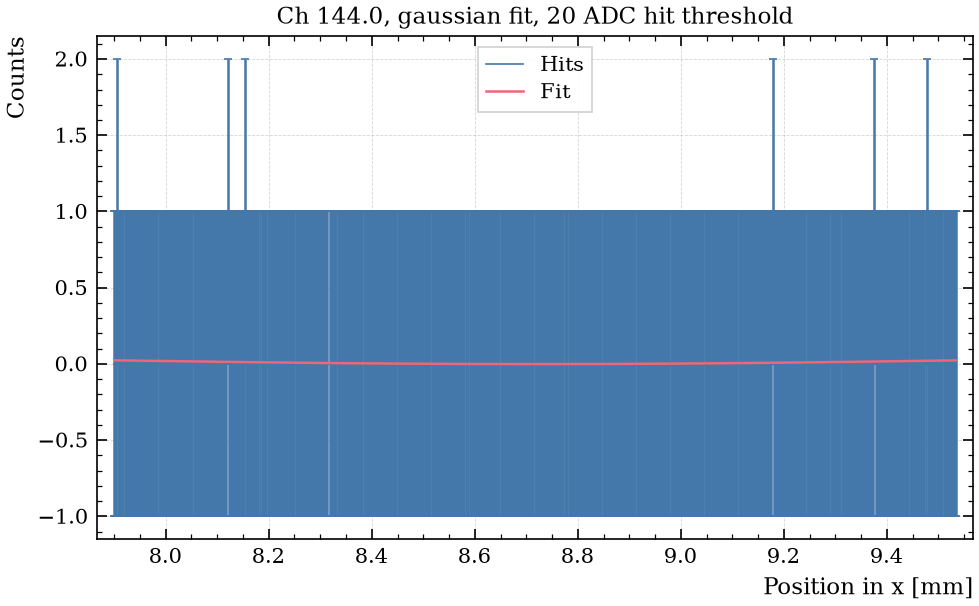 Ch 144.0, gaussian fit, 20 ADC hit threshold
Counts
Hits
Fit
2.0
1.5
1.0
0.5
0.0
−0.5
−1.0
8.0 8.2 8.4 8.6 8.8 9.0 9.2 9.4
Position in x [mm]